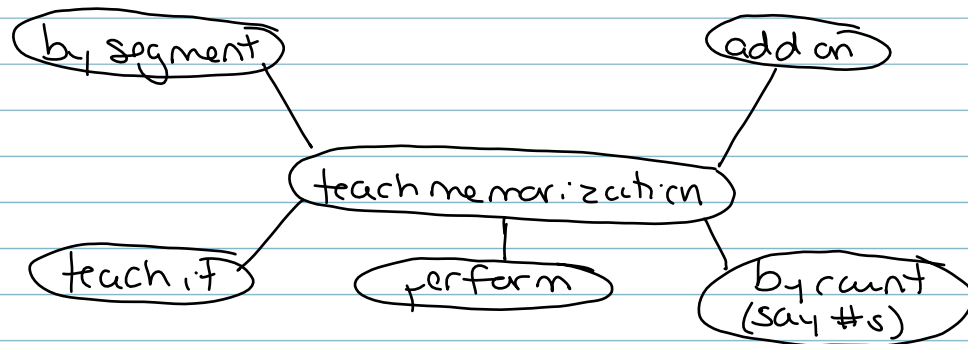 by segment
add on
teach memorization
teach it
perform
by count
(say #s)